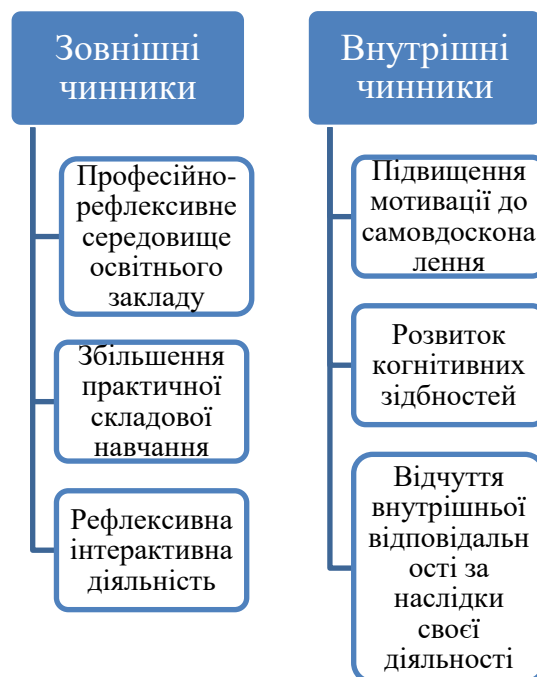 Зовнішні
чинники
Професійно-
рефлексивне
середовище
освітнього
закладу
Збільшення
практичної
складової
навчання
Рефлексивна
інтерактивна
діяльність
Внутрішні
чинники
Підвищення
мотивації до
самовдоскона
лення
Розвиток
когнітивних
зідбностей
Відчуття
внутрішньої
відповідальн
ості за
наслідки
своєї
діяльності